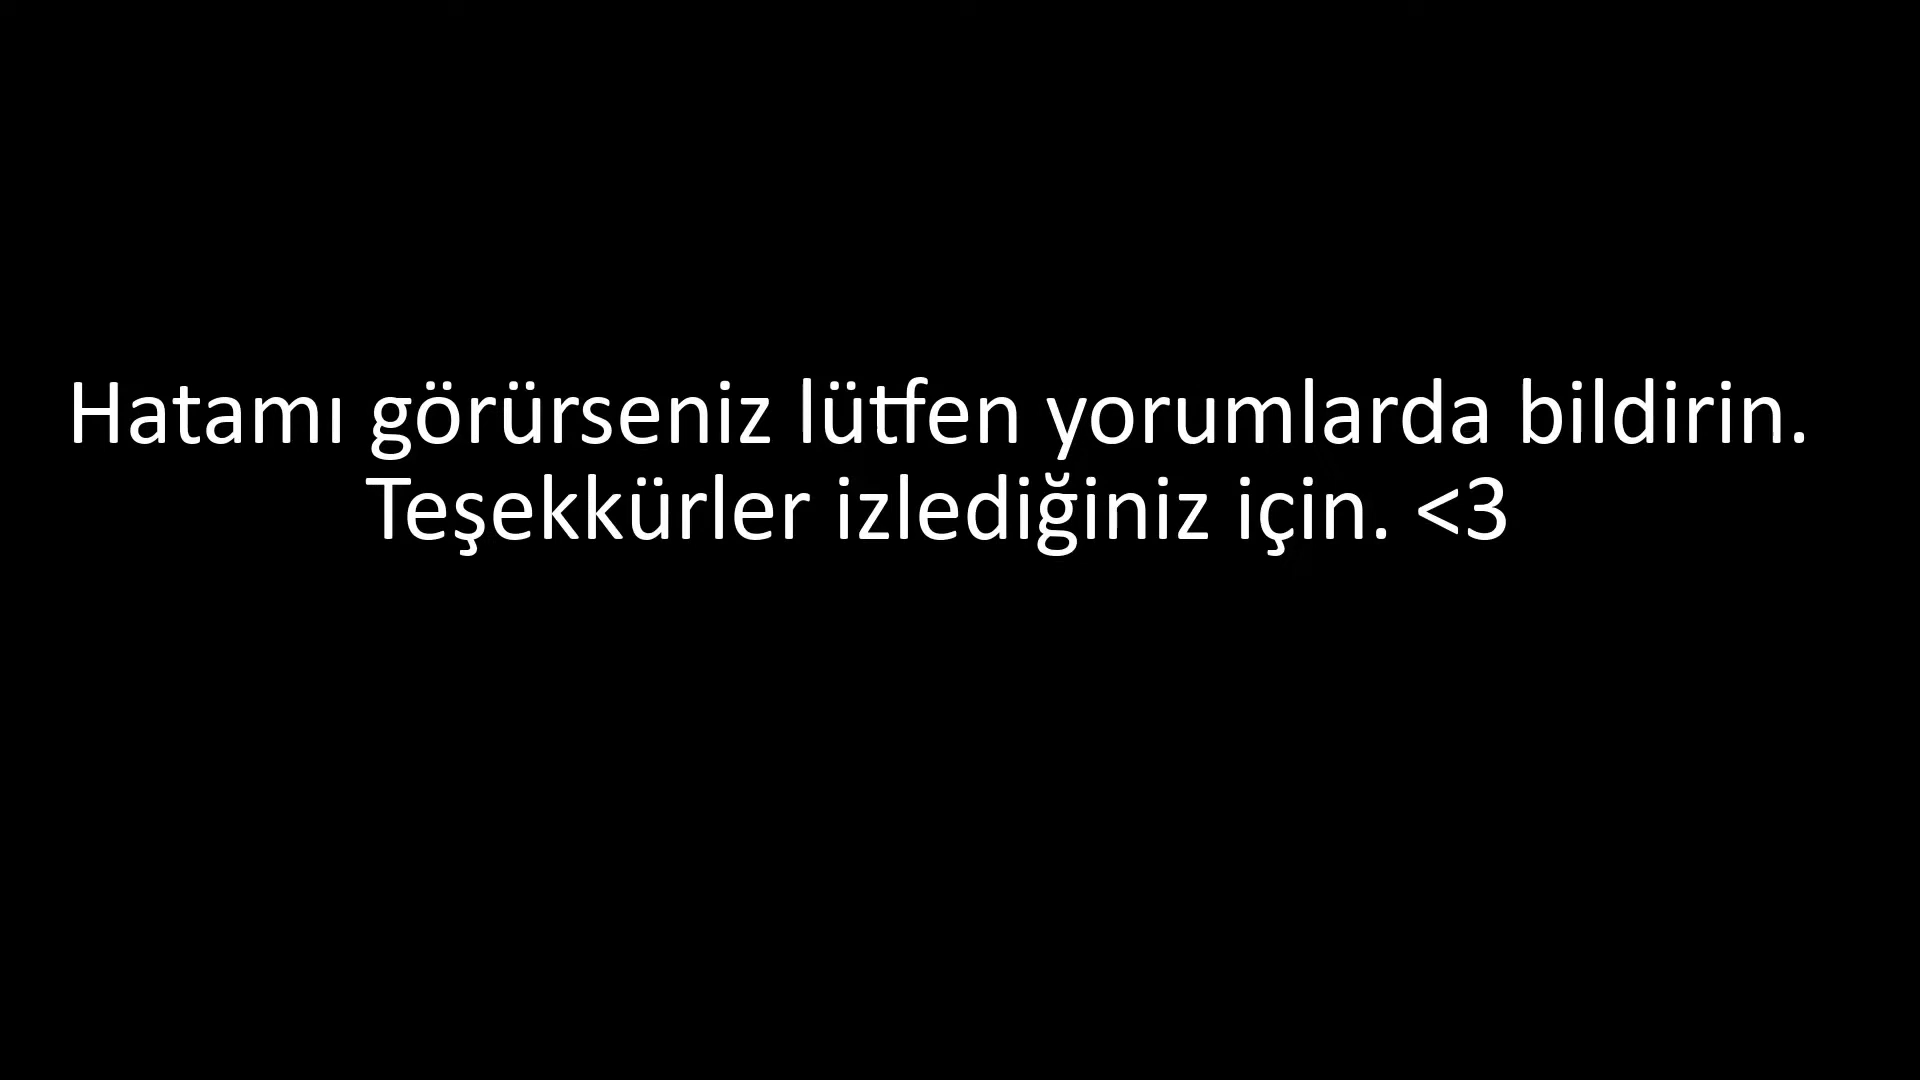 Hatamı görürseniz lütfen yorumlarda bildirin.
Teşekkürler izlediğiniz için. <3